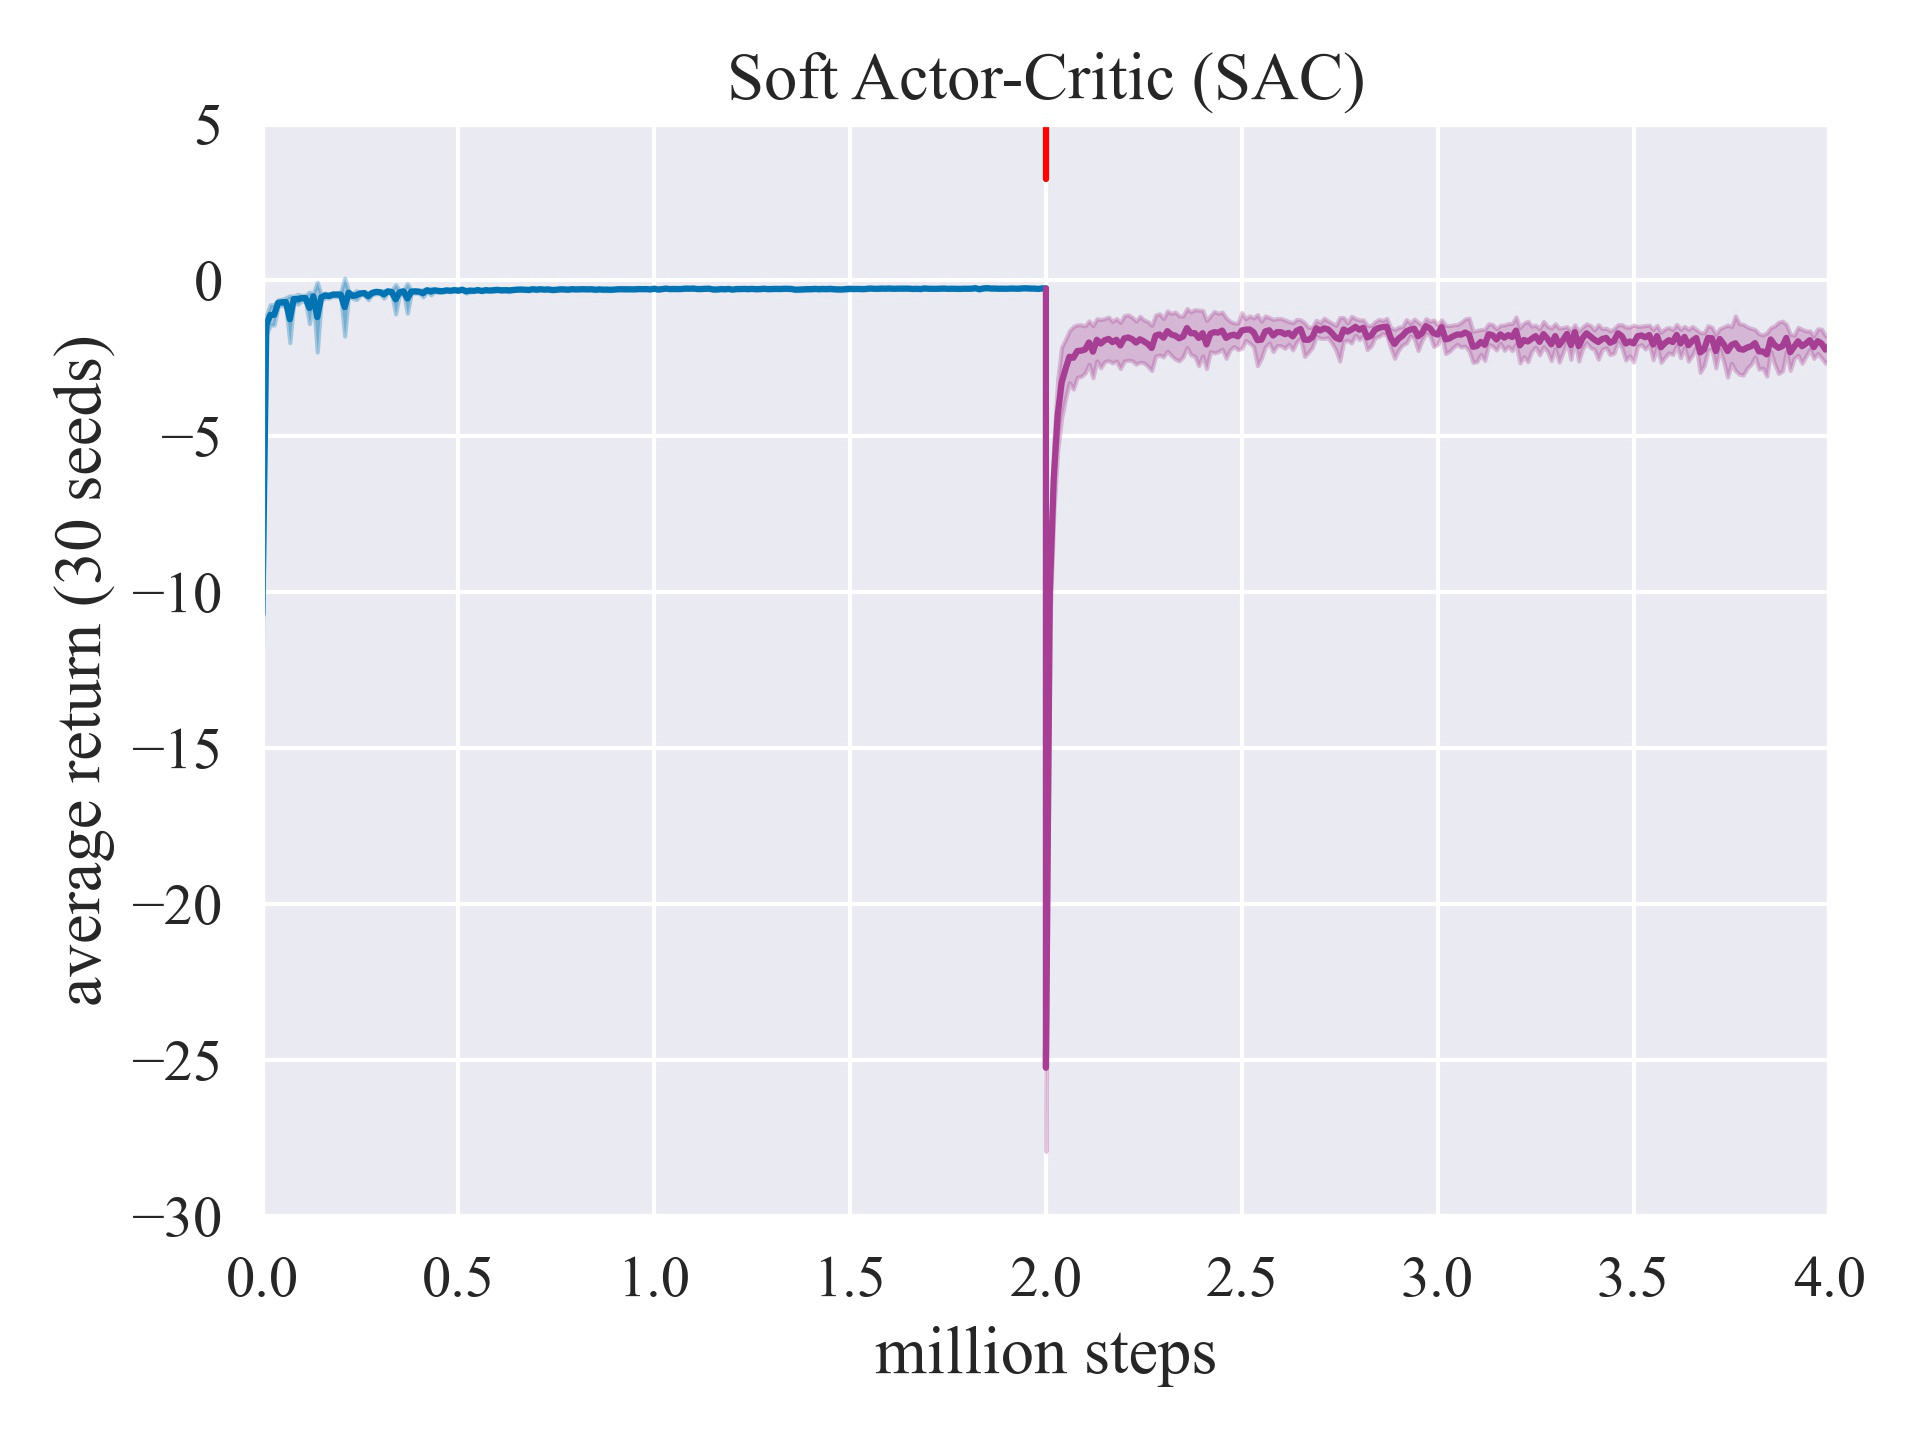 Soft Actor-Critic (SAC)
5
0
−5
−10
−15
−20
−25
−30
average return (30 seeds)
0.0 0.5 1.0 1.5 2.0 2.5 3.0 3.5 4.0
million steps